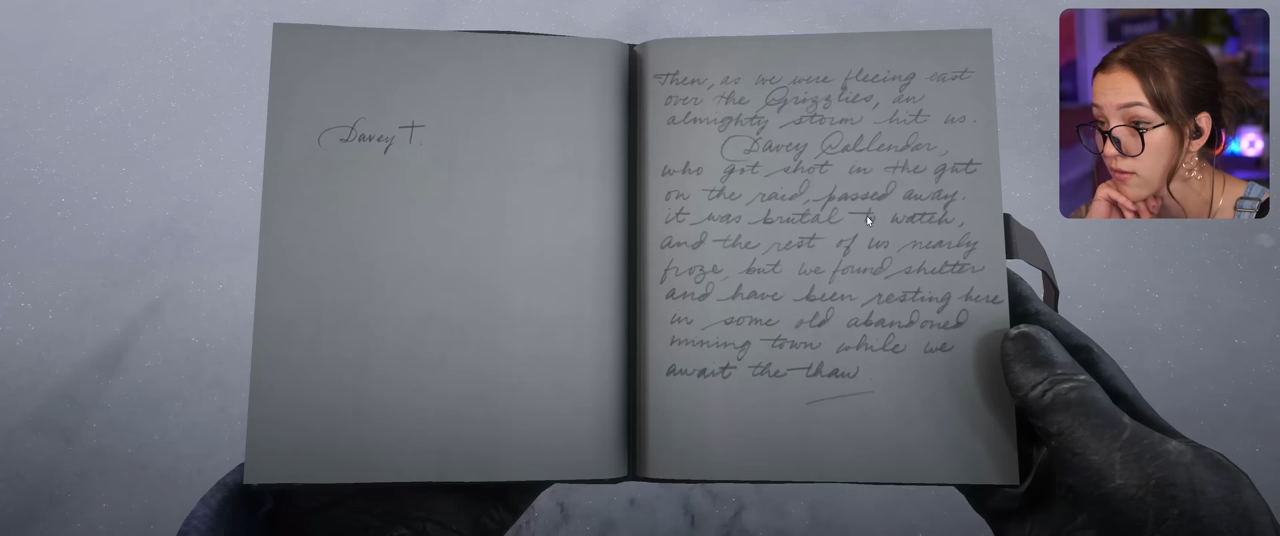 Davey T.
Then, as we were fleeing east
over the Grizzlies, an
almighty storm hit us.
Davey Callendar,
who got shot in the gut
on the raid, passed away.
it was brutal to watch,
and the rest of us nearly
froze, but we found shelter
and have been resting here
in some old abandoned
mining town while we
await the thaw